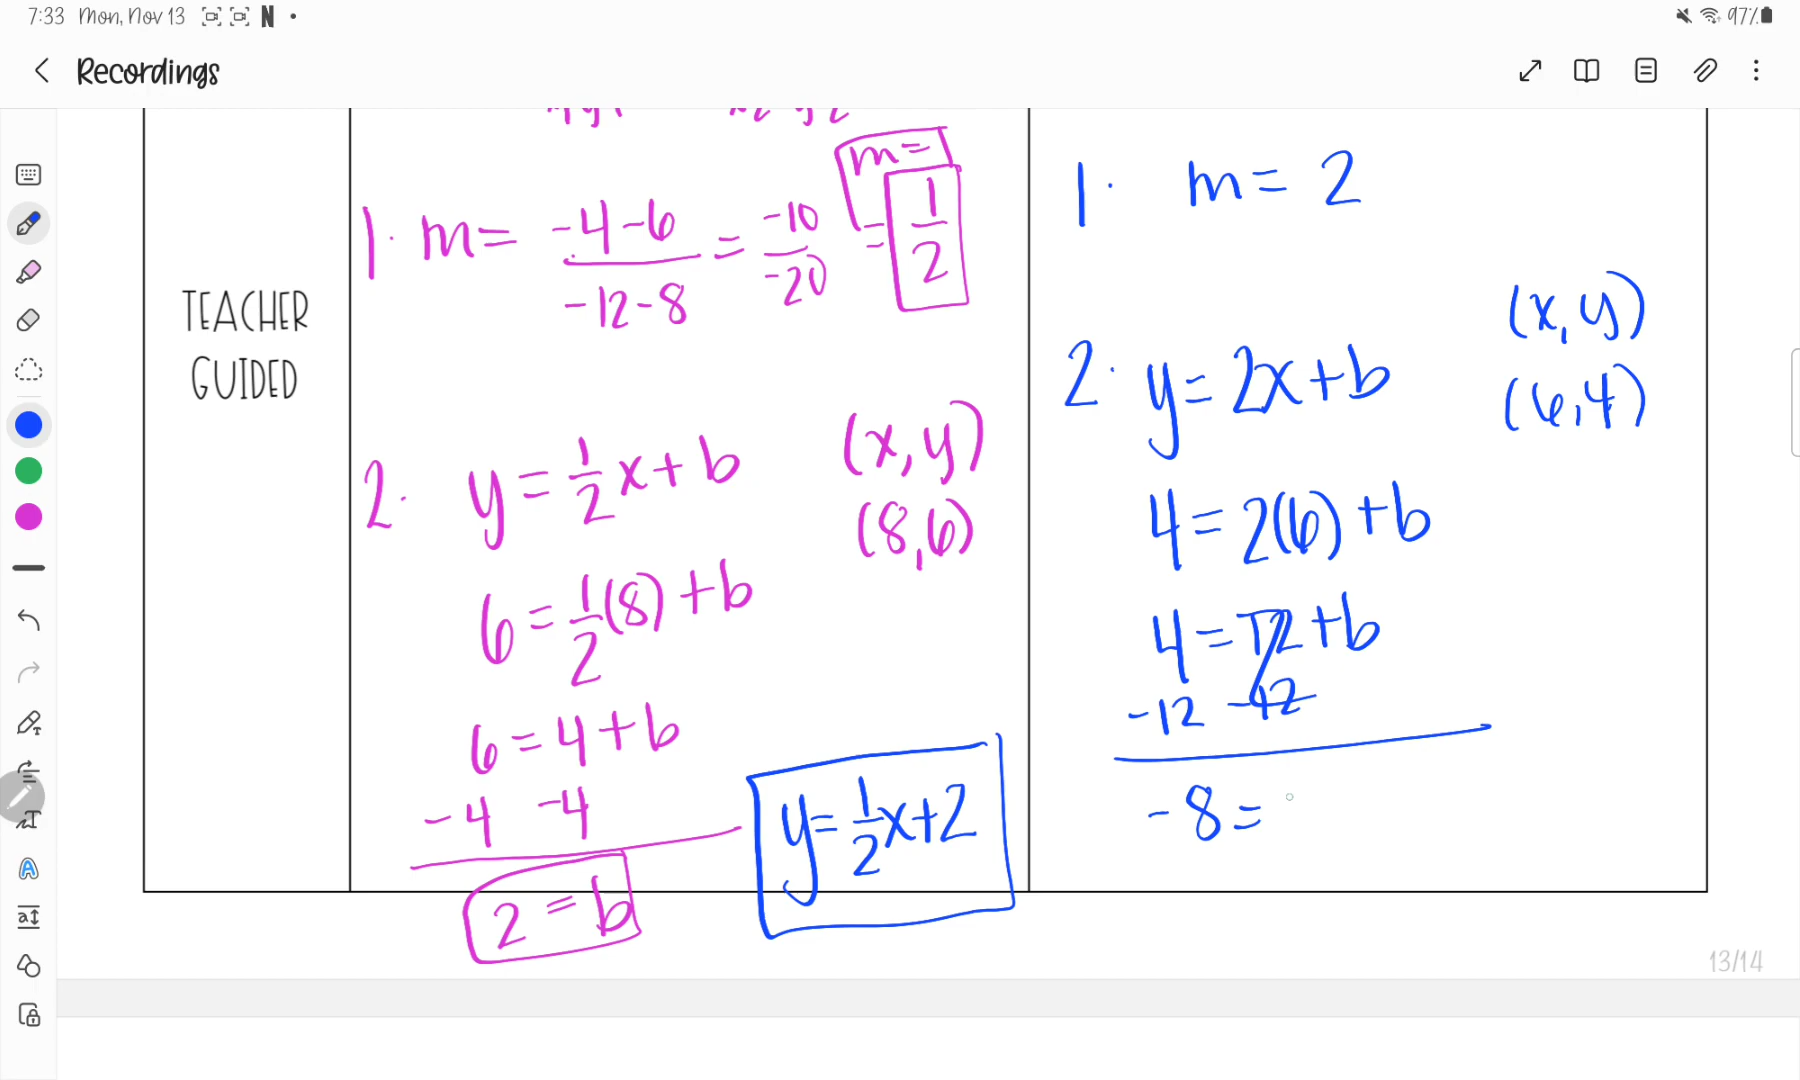 7:33 Mon, Nov 13 N •
97%
Recordings
TEACHER
GUIDED
1. m = -4-6 / -12-8 = -10 / -20 = 1/2
m =
2. y = 1/2 x + b (x, y)
(8,6)
6 = 1/2 (8) + b
6 = 4 + b
-4 -4
2 = b
y = 1/2 x + 2
1. m = 2
(x, y)
2. y = 2x + b
(6,4)
4 = 2(6) + b
4 = 12 + b
-12 -12
-8 =
13/14